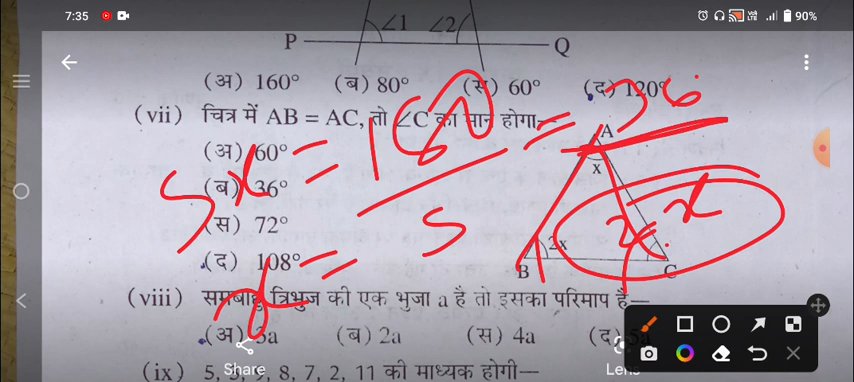 7:35 90%
∠1 ∠2
P Q
(अ) 160° (ब) 80° (स) 60° (द) 120°
(vii) चित्र में AB = AC, तो ∠C का मान होगा—
(अ) 60°
(ब) 36°
(स) 72°
(द) 108°
A
x
2x
B C
5x = 180
x = 180/5 = 36
2x
(viii) समबाहु त्रिभुज की एक भुजा a है तो इसका परिमाप है—
(अ) 3a (ब) 2a (स) 4a (द)
Share
(ix) 5, 3, 9, 8, 7, 2, 11 की माध्यक होगी—